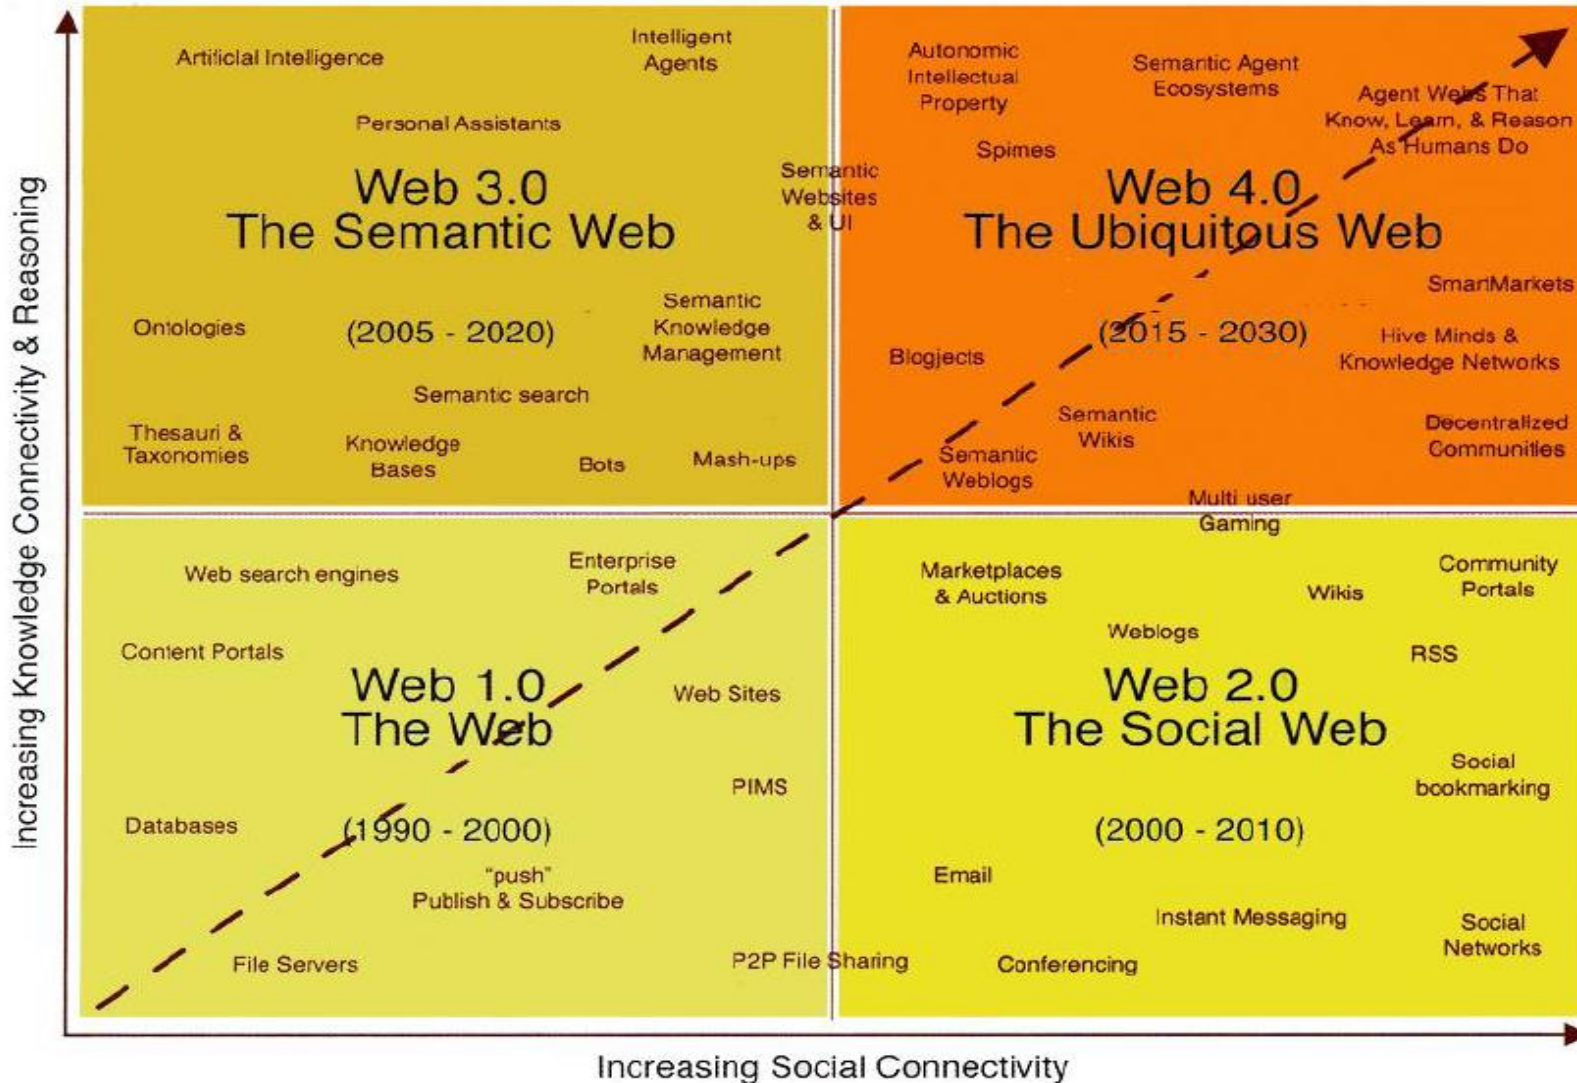 Increasing Knowledge Connectivity & Reasoning
Artificial Intelligence
Intelligent
Agents
Personal Assistants
Web 3.0
The Semantic Web
Semantic
Websites
& UI
Ontologies
(2005 - 2020)
Semantic
Knowledge
Management
Semantic search
Thesauri &
Taxonomies
Knowledge
Bases
Bots
Mash-ups
Autonomic
Intellectual
Property
Semantic Agent
Ecosystems
Agent Webs That
Know, Learn, & Reason
As Humans Do
Spimes
Web 4.0
The Ubiquitous Web
SmartMarkets
(2015 - 2030)
Hive Minds &
Knowledge Networks
Blogjects
Semantic
Wikis
Decentralized
Communities
Semantic
Weblogs
Multi user
Gaming
Web search engines
Enterprise
Portals
Content Portals
Web 1.0
The Web
Web Sites
PIMS
Databases
(1990 - 2000)
"push"
Publish & Subscribe
File Servers
P2P File Sharing
Marketplaces
& Auctions
Wikis
Community
Portals
Weblogs
RSS
Web 2.0
The Social Web
Social
bookmarking
(2000 - 2010)
Email
Instant Messaging
Social
Networks
Conferencing
Increasing Social Connectivity